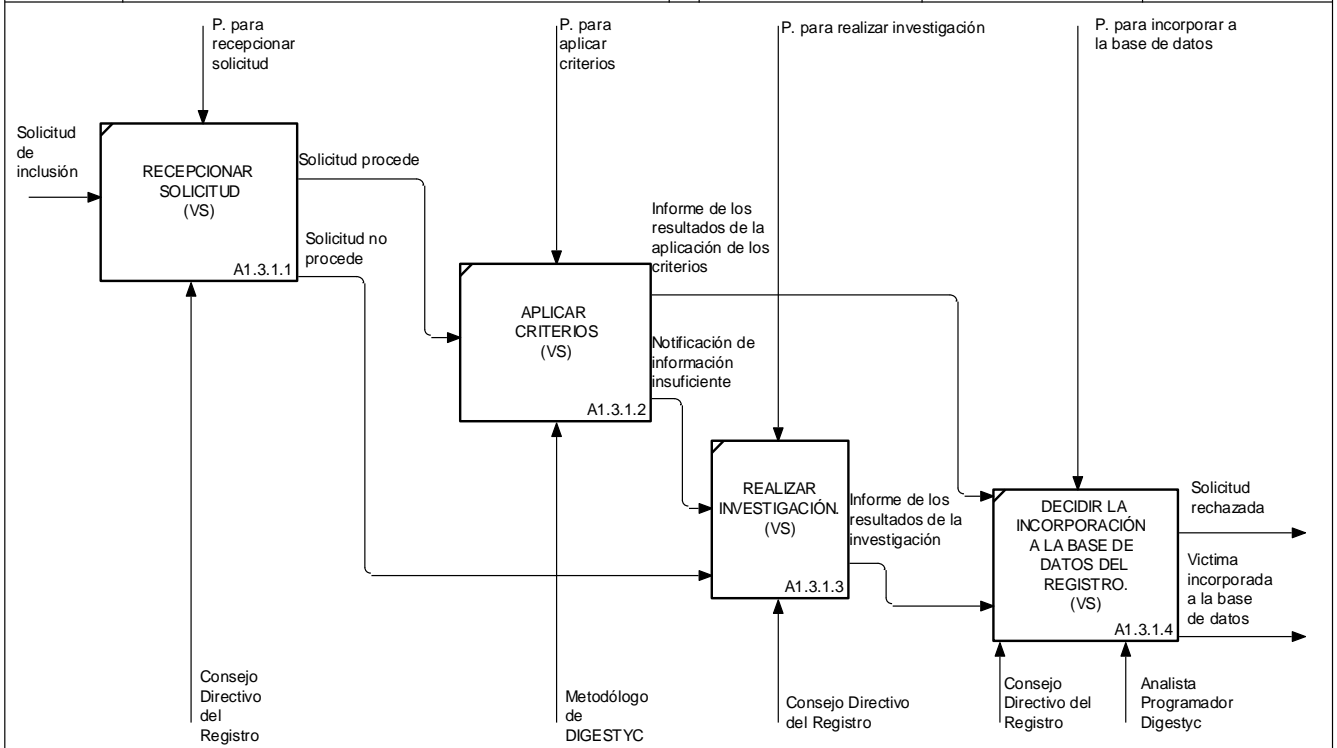 P. para
recepcionar
solicitud
P. para
aplicar
criterios
P. para realizar investigación
P. para incorporar a
la base de datos
Solicitud
de
inclusión
RECEPCIONAR
SOLICITUD
(VS)
A1.3.1.1
Solicitud procede
Solicitud no
procede
Informe de los
resultados de la
aplicación de los
criterios
APLICAR
CRITERIOS
(VS)
A1.3.1.2
Notificación de
información
insuficiente
REALIZAR
INVESTIGACIÓN.
(VS)
A1.3.1.3
Informe de los
resultados de la
investigación
DECIDIR LA
INCORPORACIÓN
A LA BASE DE
DATOS DEL
REGISTRO.
(VS)
A1.3.1.4
Solicitud
rechazada
Victima
incorporada
a la base
de datos
Consejo
Directivo
del
Registro
Metodólogo
de
DIGESTYC
Consejo Directivo
del Registro
Consejo
Directivo del
Registro
Analista
Programador
Digestyc